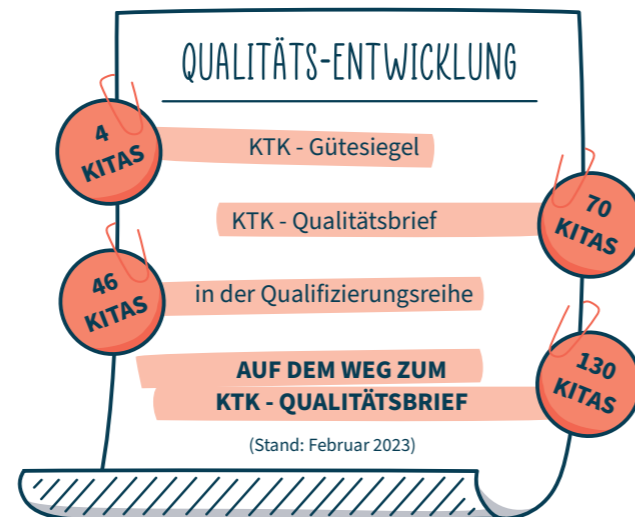 QUALITÄTS-ENTWICKLUNG
4
KITAS
KTK - Gütesiegel
KTK - Qualitätsbrief
70
KITAS
46
KITAS
in der Qualifizierungsreihe
AUF DEM WEG ZUM
KTK - QUALITÄTSBRIEF
130
KITAS
(Stand: Februar 2023)